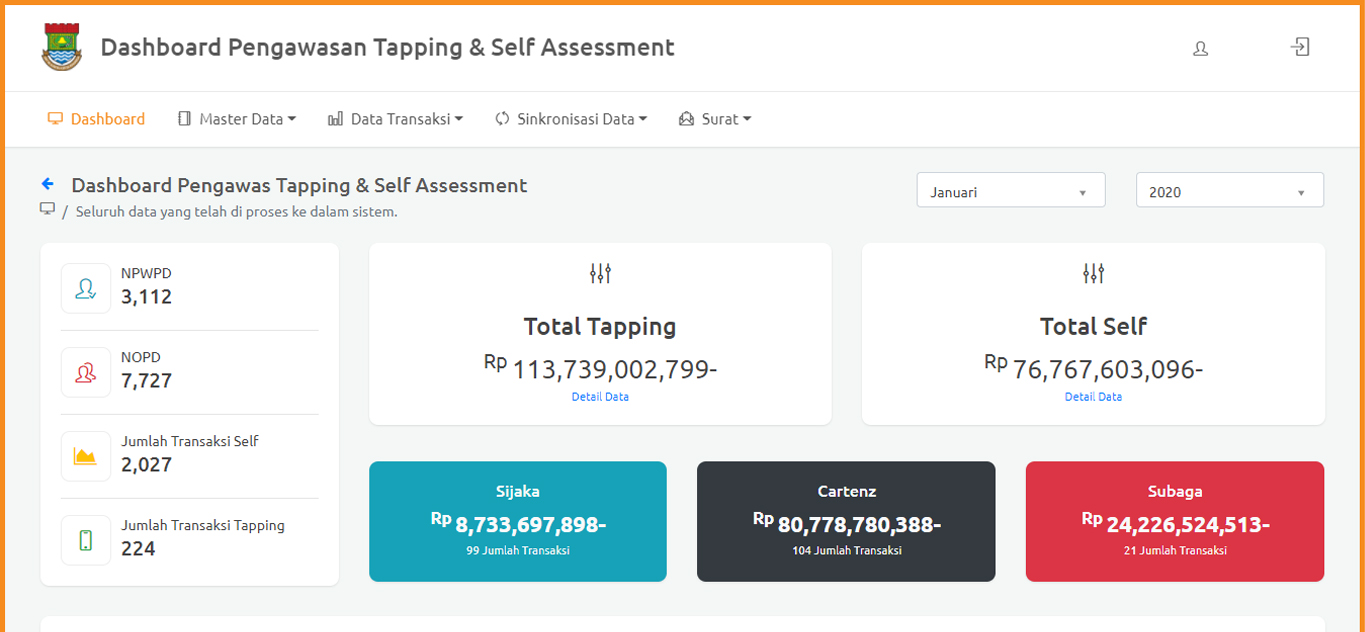 Dashboard Pengawasan Tapping & Self Assessment
Dashboard Master Data Data Transaksi Sinkronisasi Data Surat
Dashboard Pengawas Tapping & Self Assessment
/ Seluruh data yang telah di proses ke dalam sistem.
Januari
2020
NPWPD
3,112
NOPD
7,727
Jumlah Transaksi Self
2,027
Jumlah Transaksi Tapping
224
Total Tapping
Rp 113,739,002,799-
Detail Data
Total Self
Rp 76,767,603,096-
Detail Data
Sijaka
Rp 8,733,697,898-
99 Jumlah Transaksi
Cartenz
Rp 80,778,780,388-
104 Jumlah Transaksi
Subaga
Rp 24,226,524,513-
21 Jumlah Transaksi